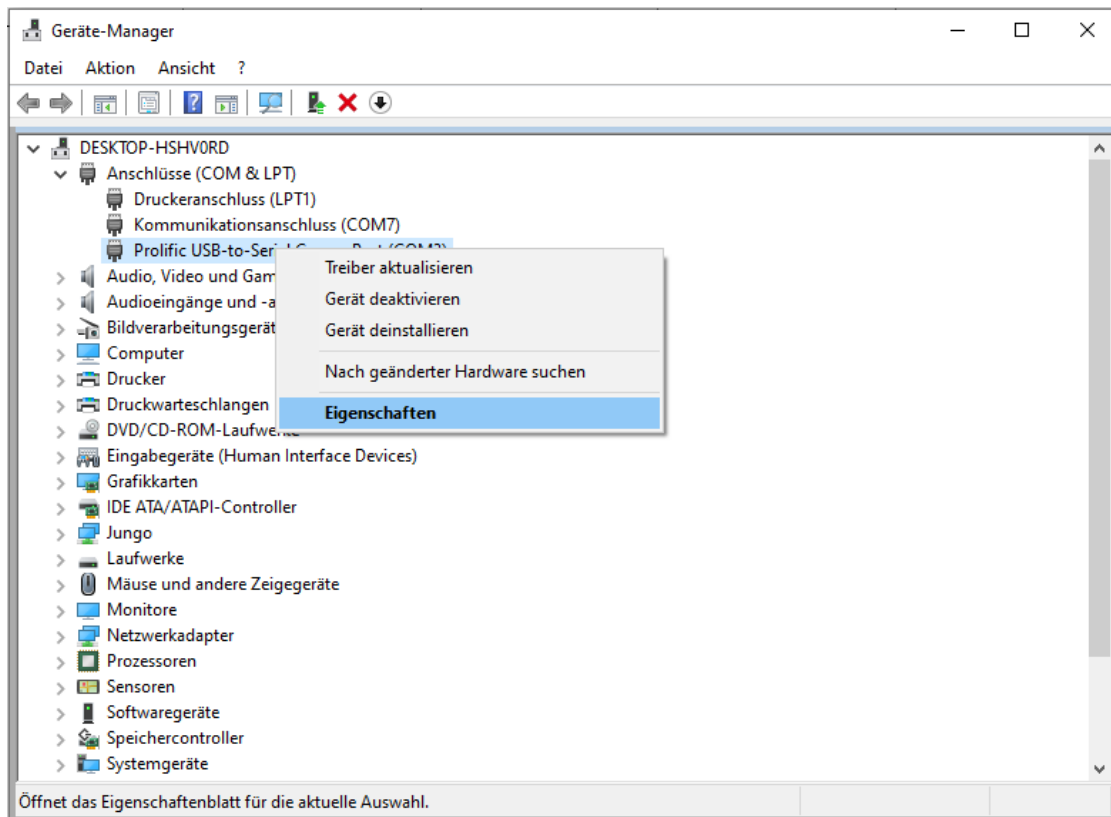 Geräte-Manager
Datei Aktion Ansicht ?
DESKTOP-HSHV0RD
Anschlüsse (COM & LPT)
Druckeranschluss (LPT1)
Kommunikationsanschluss (COM7)
Prolific USB-to-Seri
Audio, Video und Gam
Audioeingänge und -a
Bildverarbeitungsgerät
Computer
Drucker
Druckwarteschlangen
DVD/CD-ROM-Laufwerke
Eingabegeräte (Human Interface Devices)
Grafikkarten
IDE ATA/ATAPI-Controller
Jungo
Laufwerke
Mäuse und andere Zeigegeräte
Monitore
Netzwerkadapter
Prozessoren
Sensoren
Softwaregeräte
Speichercontroller
Systemgeräte
Treiber aktualisieren
Gerät deaktivieren
Gerät deinstallieren
Nach geänderter Hardware suchen
Eigenschaften
Öffnet das Eigenschaftenblatt für die aktuelle Auswahl.